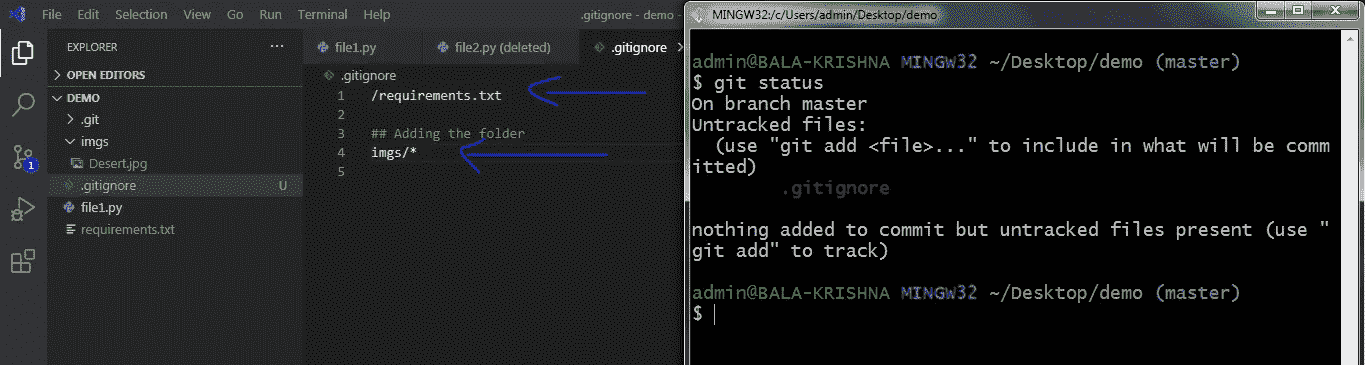 File Edit Selection View Go Run Terminal Help .gitignore - demo -
EXPLORER
OPEN EDITORS
DEMO
.git
imgs
Desert.jpg
.gitignore U
file1.py
requirements.txt
1
file1.py file2.py (deleted) .gitignore
.gitignore
1 /requirements.txt
2
3 ## Adding the folder
4 imgs/*
5
MINGW32:/c/Users/admin/Desktop/demo
admin@BALA-KRISHNA MINGW32 ~/Desktop/demo (master)
$ git status
On branch master
Untracked files:
(use "git add <file>..." to include in what will be comm
itted)
.gitignore
nothing added to commit but untracked files present (use "
git add" to track)
admin@BALA-KRISHNA MINGW32 ~/Desktop/demo (master)
$